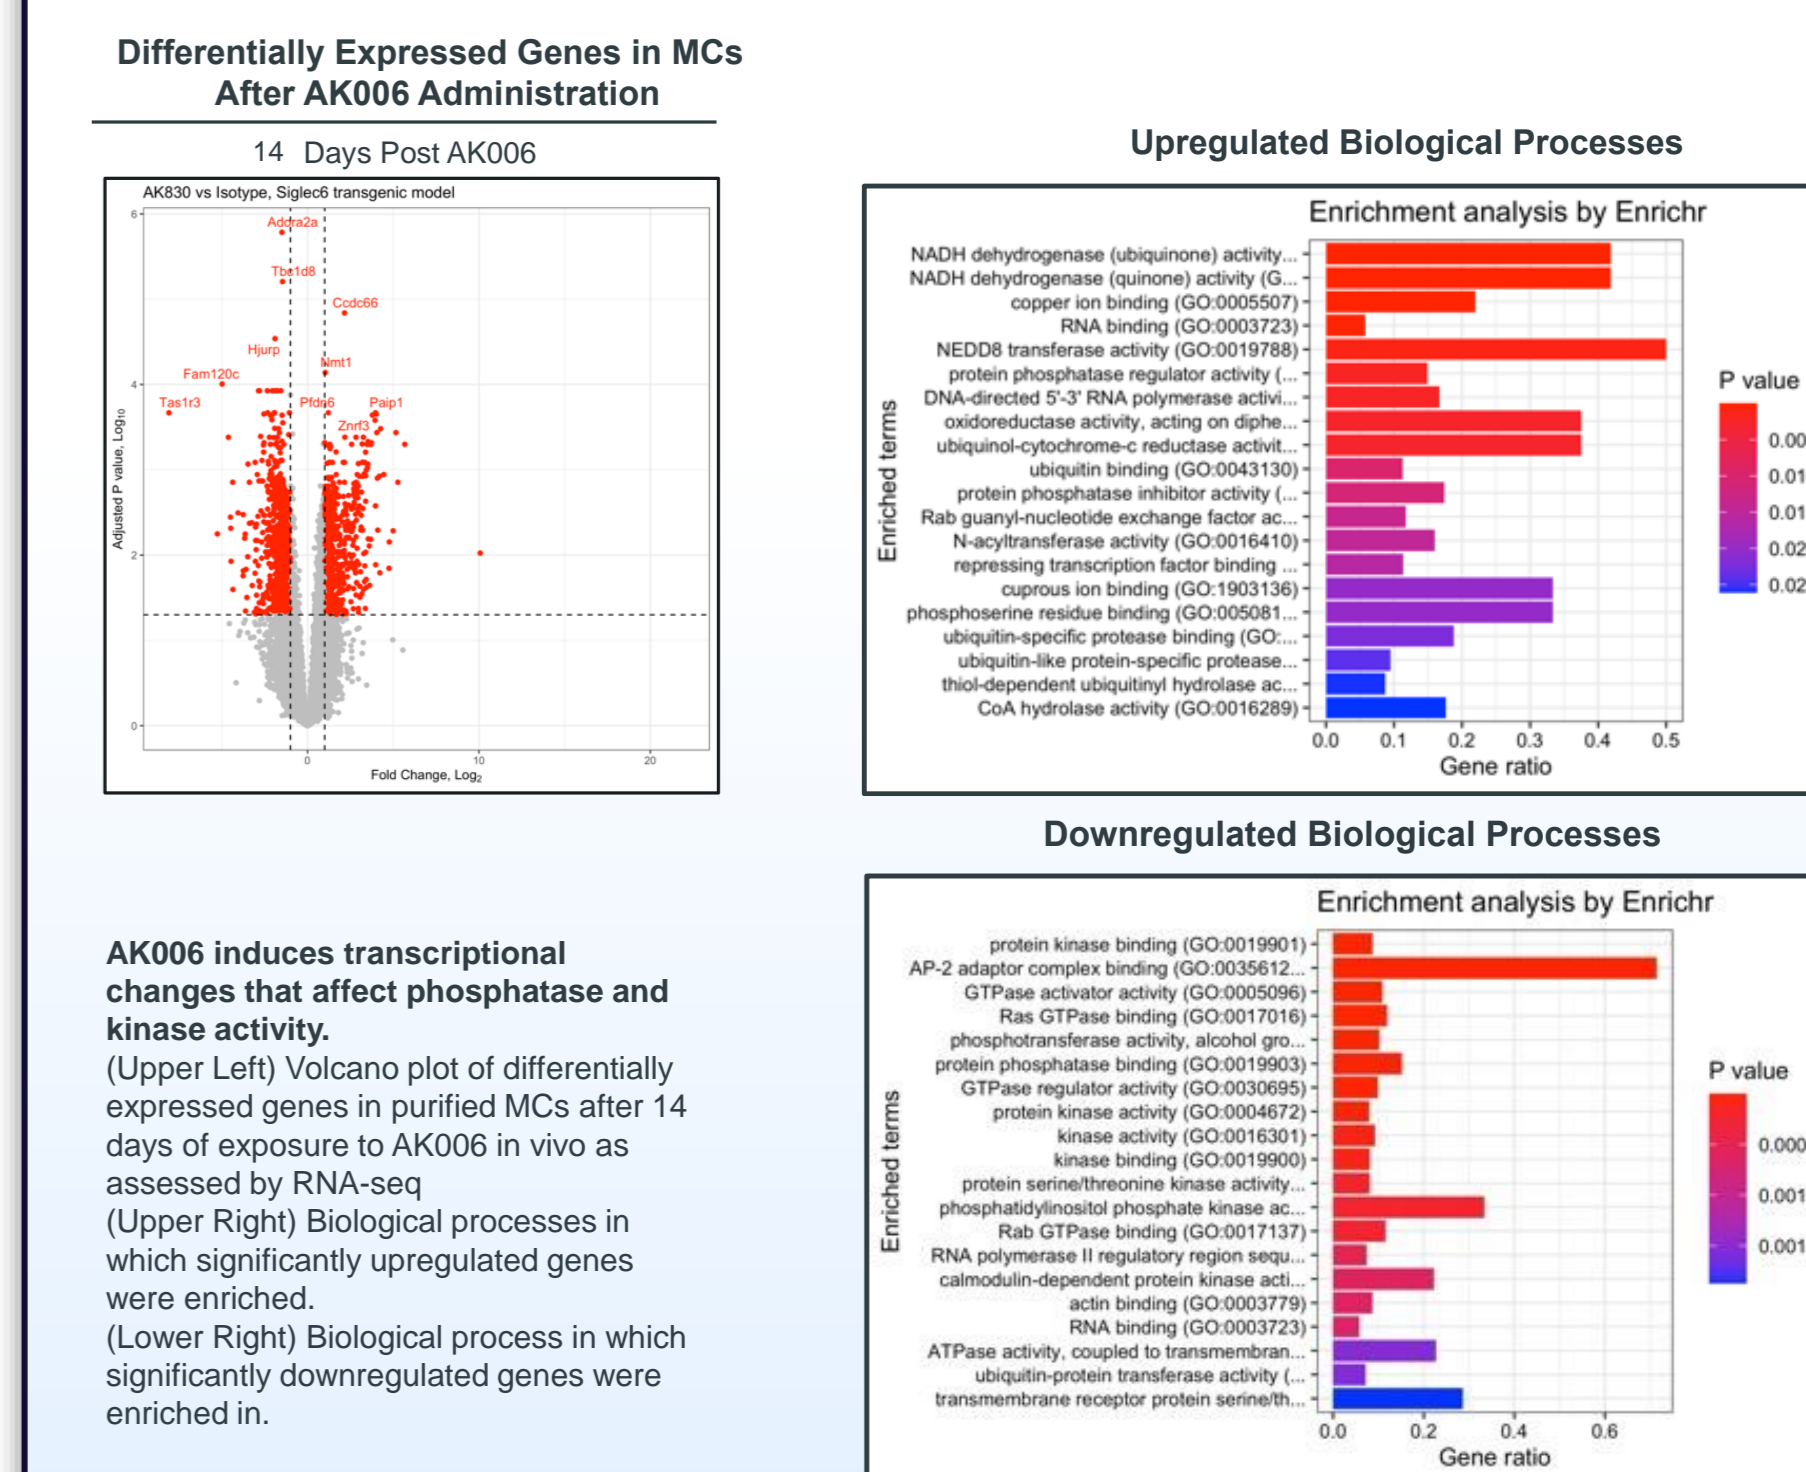 Differentially Expressed Genes in MCs
After AK006 Administration
14 Days Post AK006
AK830 vs Isotype, Siglec6 transgenic model
Adora2a
Tbc1d8
Ccdc66
Hjurp
Nmt1
Fam120c
Tas1r3
Pfdn6
Paip1
Znrf3
6
4
2
0
Adjusted P value, Log10
0 10 20
Fold Change, Log2
Upregulated Biological Processes
Enrichment analysis by Enrichr
Enriched terms
NADH dehydrogenase (ubiquinone) activity...
NADH dehydrogenase (quinone) activity (G...
copper ion binding (GO:0005507)
RNA binding (GO:0003723)
NEDD8 transferase activity (GO:0019788)
protein phosphatase regulator activity (...
DNA-directed 5'-3' RNA polymerase activi...
oxidoreductase activity, acting on diphe...
ubiquinol-cytochrome-c reductase activit...
ubiquitin binding (GO:0043130)
protein phosphatase inhibitor activity (...
Rab guanyl-nucleotide exchange factor ac...
N-acyltransferase activity (GO:0016410)
repressing transcription factor binding ...
cuprous ion binding (GO:1903136)
phosphoserine residue binding (GO:005081...
ubiquitin-specific protease binding (GO:...
ubiquitin-like protein-specific protease...
thiol-dependent ubiquitinyl hydrolase ac...
CoA hydrolase activity (GO:0016289)
0.0 0.1 0.2 0.3 0.4 0.5
Gene ratio
P value
0.00
0.01
0.01
0.02
0.02
Downregulated Biological Processes
Enrichment analysis by Enrichr
Enriched terms
protein kinase binding (GO:0019901)
AP-2 adaptor complex binding (GO:0035612...
GTPase activator activity (GO:0005096)
Ras GTPase binding (GO:0017016)
phosphotransferase activity, alcohol gro...
protein phosphatase binding (GO:0019903)
GTPase regulator activity (GO:0030695)
protein kinase activity (GO:0004672)
kinase activity (GO:0016301)
kinase binding (GO:0019900)
protein serine/threonine kinase activity...
phosphatidylinositol phosphate kinase ac...
Rab GTPase binding (GO:0017137)
RNA polymerase II regulatory region sequ...
calmodulin-dependent protein kinase acti...
actin binding (GO:0003779)
RNA binding (GO:0003723)
ATPase activity, coupled to transmembran...
ubiquitin-protein transferase activity (...
transmembrane receptor protein serine/th...
0.0 0.2 0.4 0.6
Gene ratio
P value
0.000
0.001
0.001
AK006 induces transcriptional
changes that affect phosphatase and
kinase activity.
(Upper Left) Volcano plot of differentially
expressed genes in purified MCs after 14
days of exposure to AK006 in vivo as
assessed by RNA-seq
(Upper Right) Biological processes in
which significantly upregulated genes
were enriched.
(Lower Right) Biological process in which
significantly downregulated genes were
enriched in.